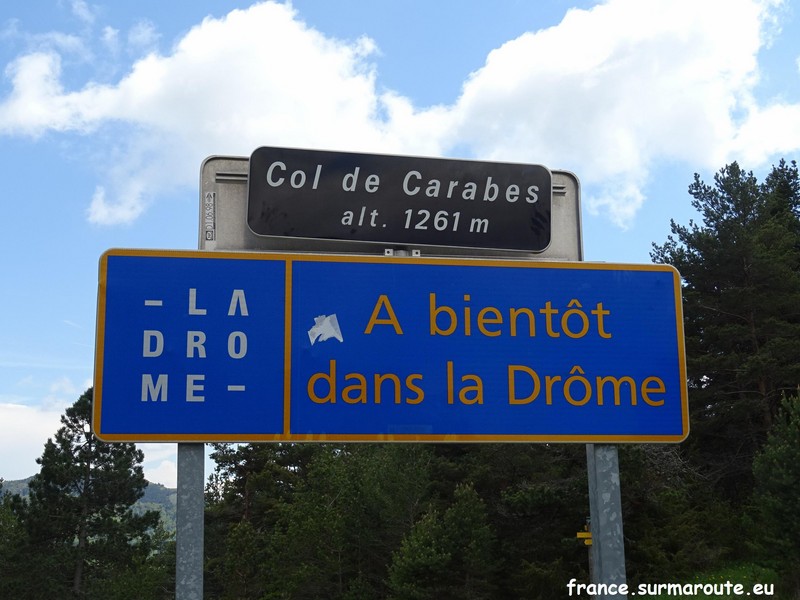 Col de Carabes
alt. 1261 m
– LA
DRO
ME –
A bientôt
dans la Drôme
france.surmaroute.eu